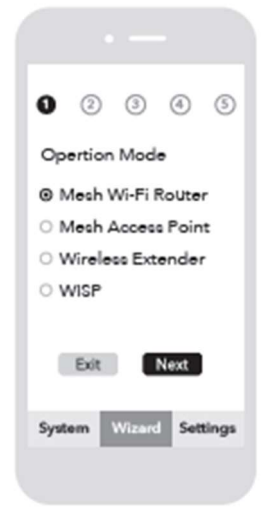 1 2 3 4 5
Opertion Mode
Mesh Wi-Fi Router
Mesh Access Point
Wireless Extender
WISP
Exit Next
System Wizard Settings